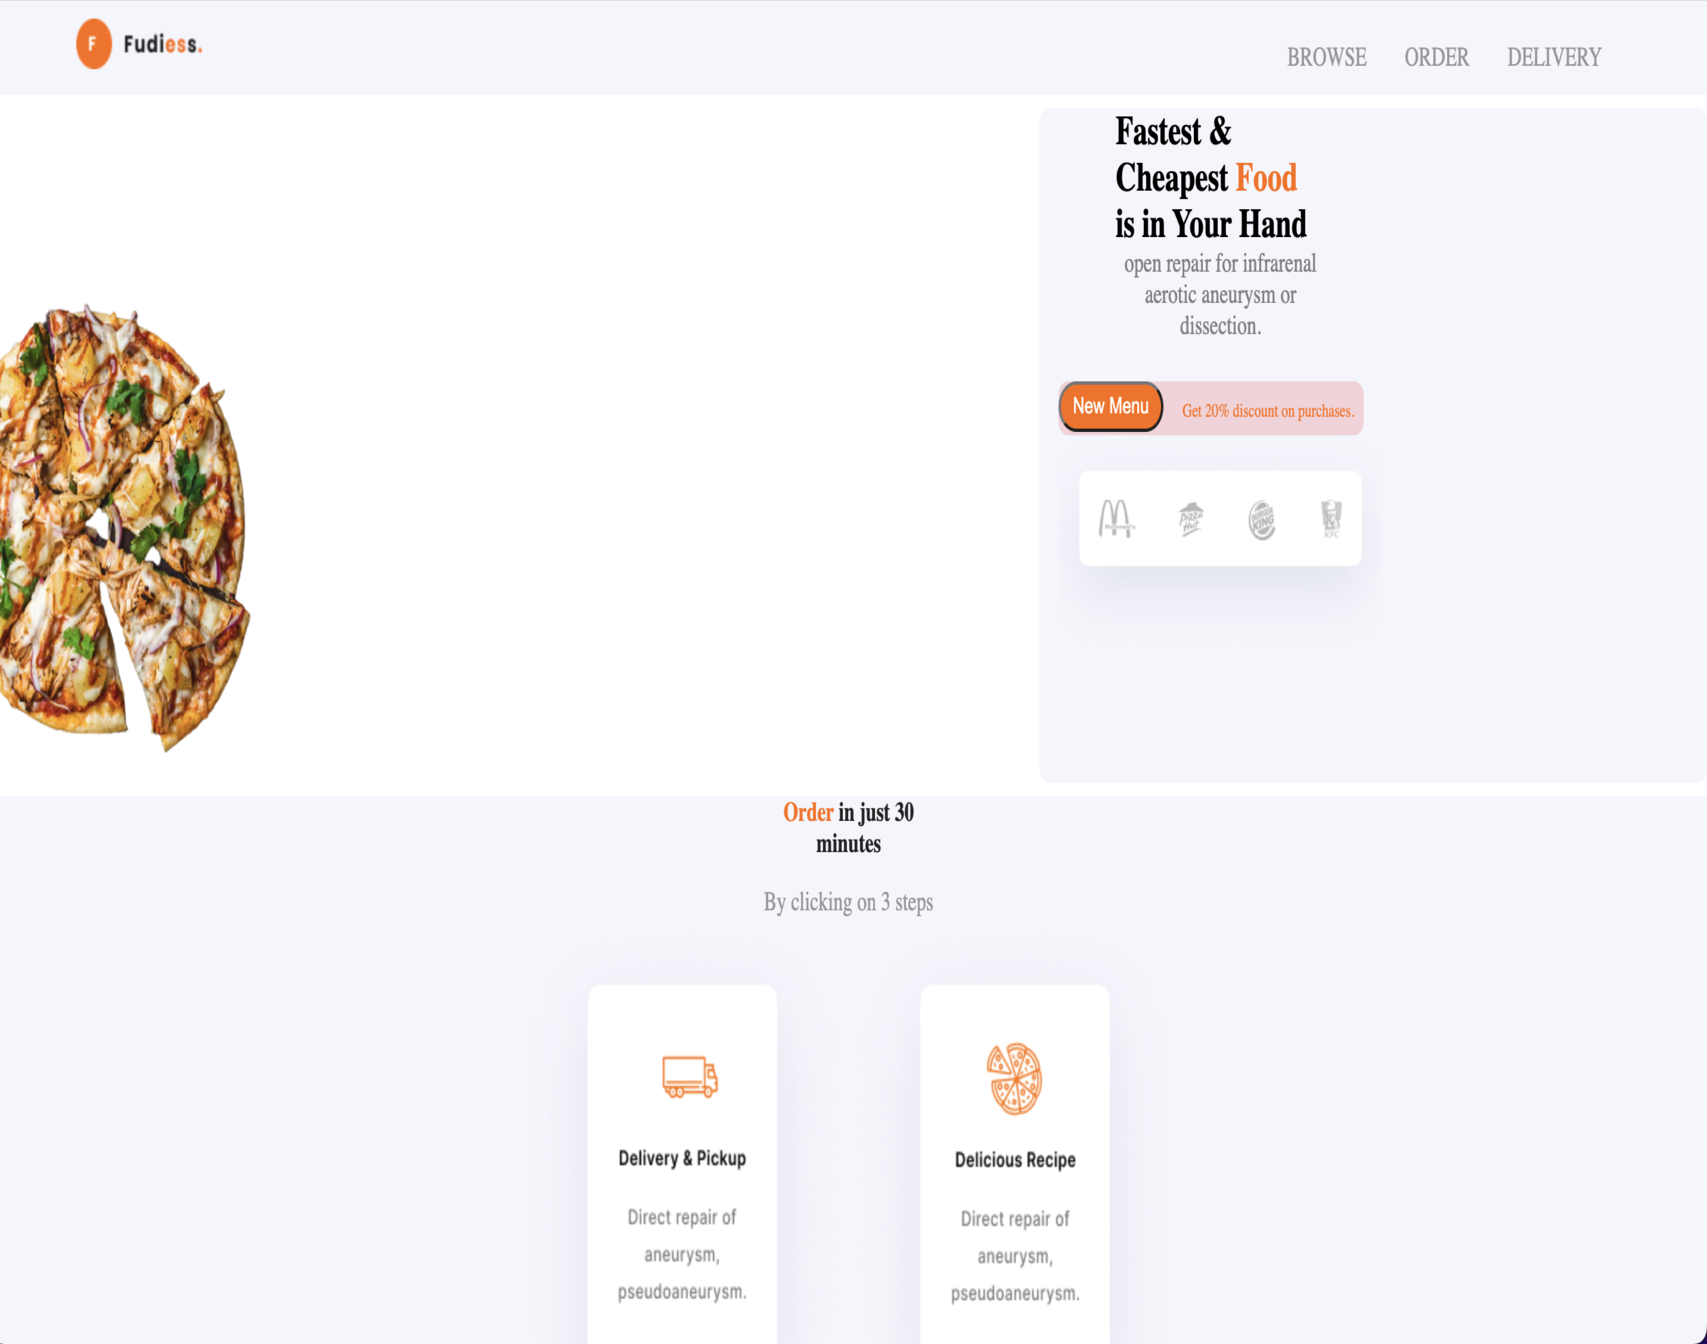 F Fudiess.
BROWSE ORDER DELIVERY
Fastest &
Cheapest Food
is in Your Hand
open repair for infrarenal
aerotic aneurysm or
dissection.
New Menu Get 20% discount on purchases.
McDonald's Pizza Hut BURGER KING KFC
Order in just 30
minutes
By clicking on 3 steps
Delivery & Pickup
Direct repair of
aneurysm,
pseudoaneurysm.
Delicious Recipe
Direct repair of
aneurysm,
pseudoaneurysm.